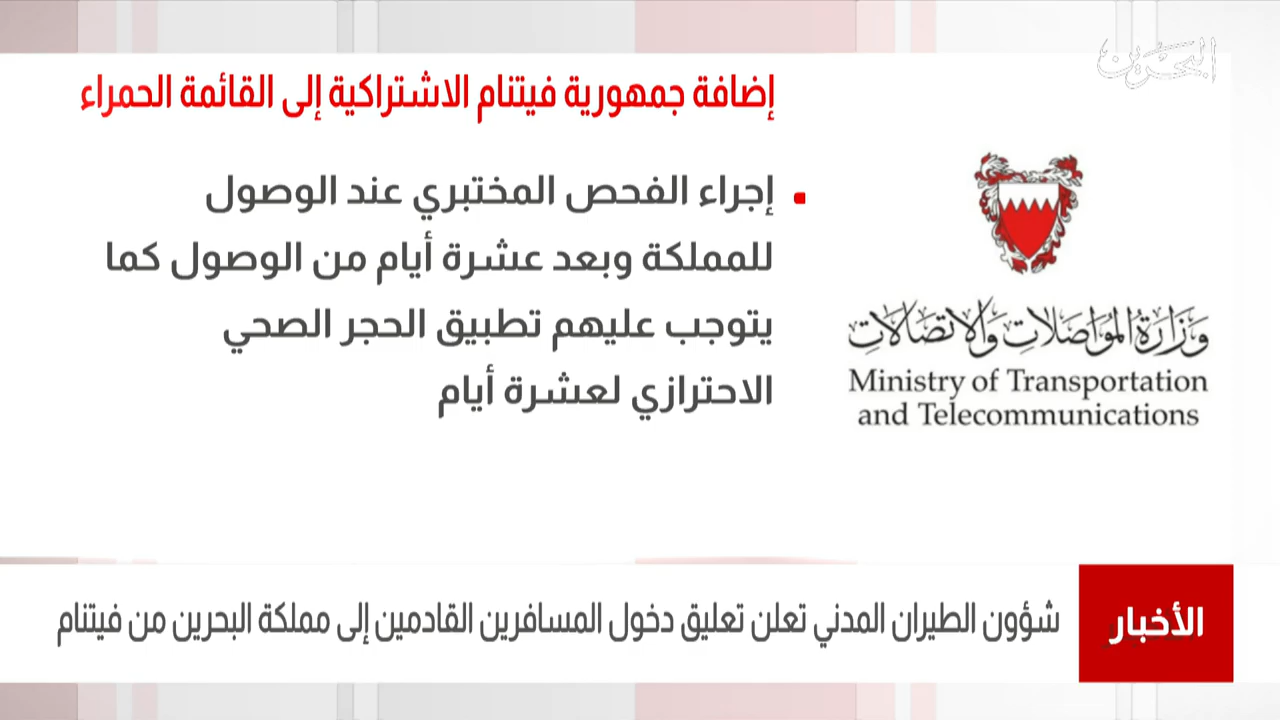 البحرين
إضافة جمهورية فيتنام الاشتراكية إلى القائمة الحمراء
إجراء الفحص المختبري عند الوصول
للمملكة وبعد عشرة أيام من الوصول كما
يتوجب عليهم تطبيق الحجر الصحي
الاحترازي لعشرة أيام
وزارة المواصلات والاتصالات
Ministry of Transportation
and Telecommunications
الأخبار
شؤون الطيران المدني تعلن تعليق دخول المسافرين القادمين إلى مملكة البحرين من فيتنام